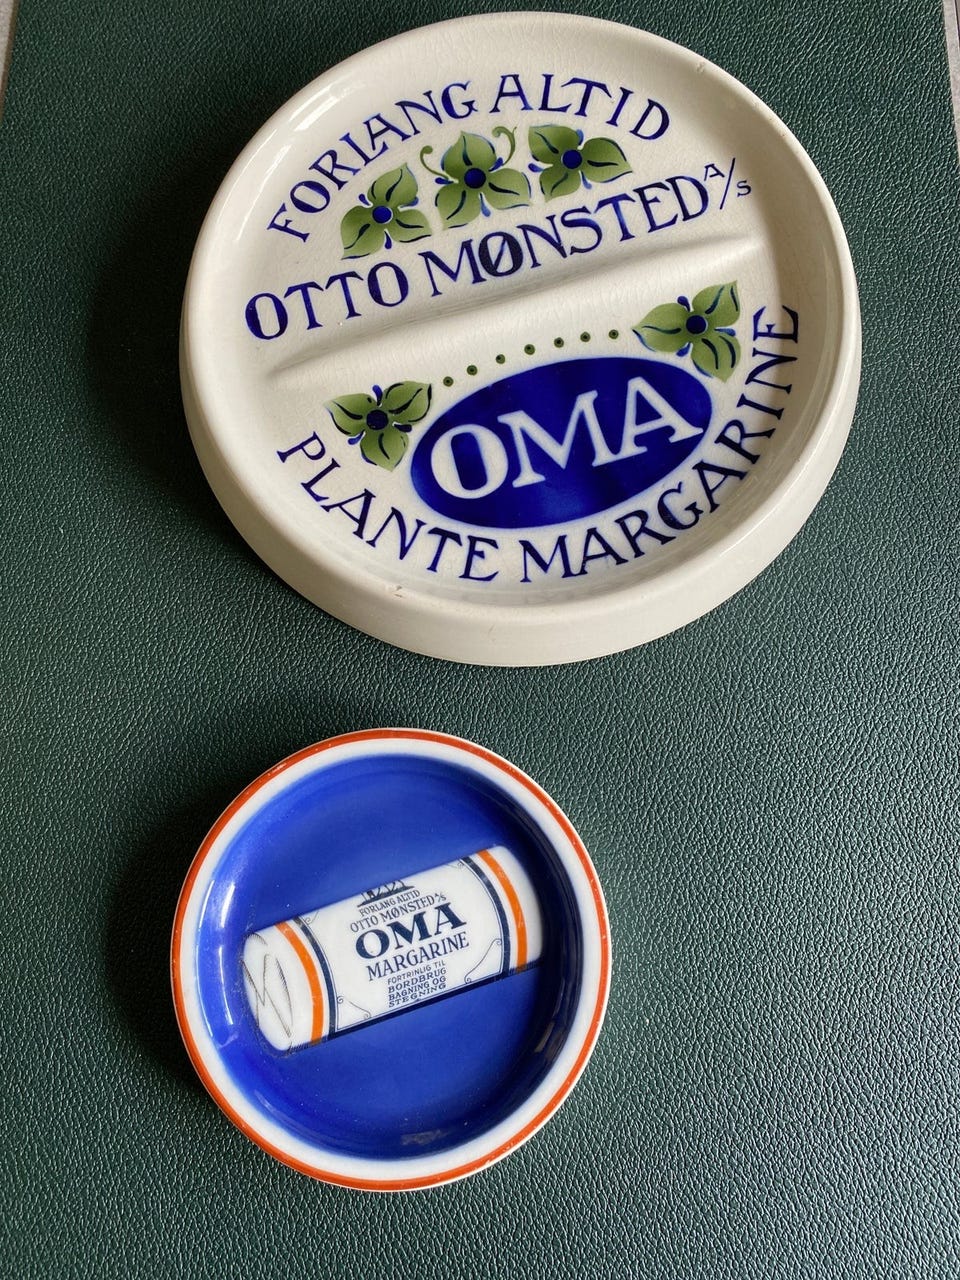 FORLANG ALTID
OTTO MØNSTED A/S
OMA
PLANTE MARGARINE
FORLANG ALTID
OTTO MØNSTED A/S
OMA
MARGARINE
FORTRINLIG TIL
BORDBRUG
BAGNING OG
STEGNING